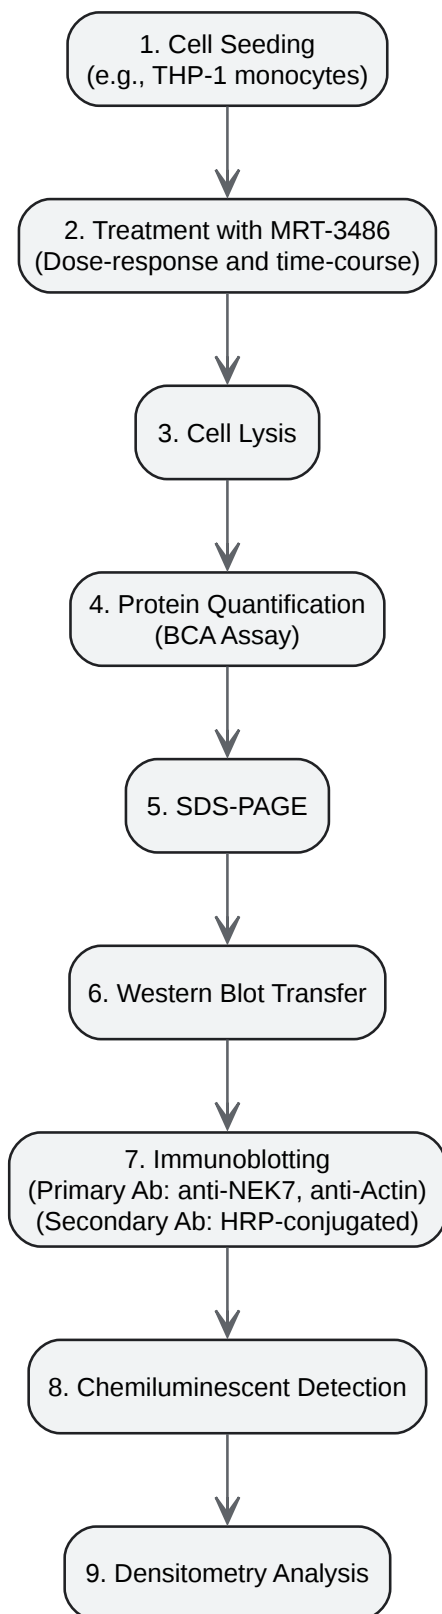 1. Cell Seeding
(e.g., THP-1 monocytes)
2. Treatment with MRT-3486
(Dose-response and time-course)
3. Cell Lysis
4. Protein Quantification
(BCA Assay)
5. SDS-PAGE
6. Western Blot Transfer
7. Immunoblotting
(Primary Ab: anti-NEK7, anti-Actin)
(Secondary Ab: HRP-conjugated)
8. Chemiluminescent Detection
9. Densitometry Analysis